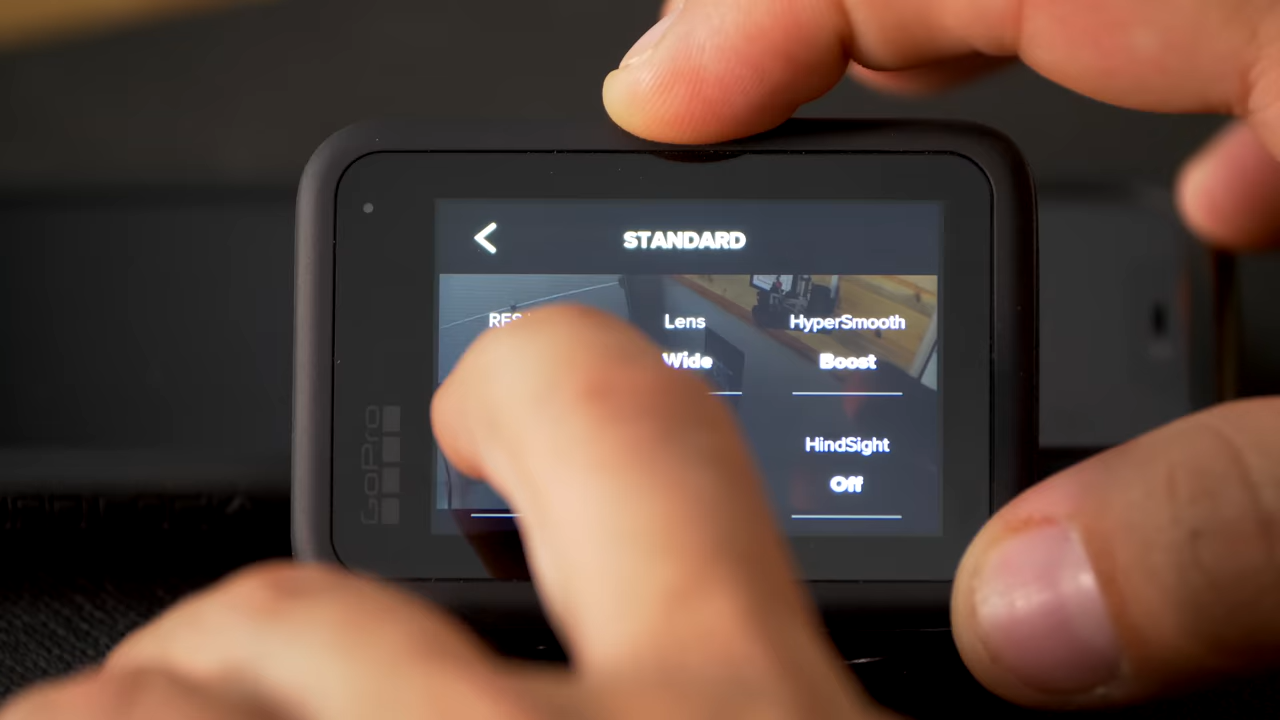 STANDARD
Lens
HyperSmooth
Wide
Boost
HindSight
Off
GoPro